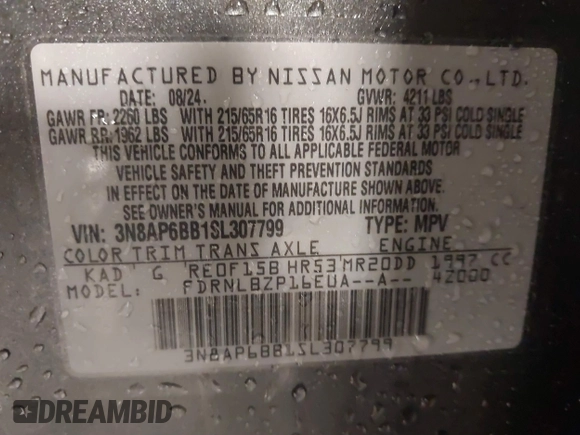 MANUFACTURED BY NISSAN MOTOR CO., LTD.
DATE: 08/24. GVWR: 4211 LBS
GAWR FR. 2260 LBS WITH 215/65R16 TIRES 16X6.5J RIMS AT 33 PSI COLD SINGLE
GAWR RR. 1962 LBS WITH 215/65R16 TIRES 16X6.5J RIMS AT 33 PSI COLD SINGLE
THIS VEHICLE CONFORMS TO ALL APPLICABLE FEDERAL MOTOR
VEHICLE SAFETY AND THEFT PREVENTION STANDARDS
IN EFFECT ON THE DATE OF MANUFACTURE SHOWN ABOVE.
SEE OWNER'S MANUAL FOR ADDITIONAL INFORMATION.
VIN: 3N8AP6BB1SL307799 TYPE: MPV
COLOR TRIM TRANS AXLE ENGINE
KAD G RE0F15B HR53 MR20DD 1997 CC
MODEL: FDRNLBZP16EUA--A-- 42000
3N8AP6BB1SL307799
DREAMBID